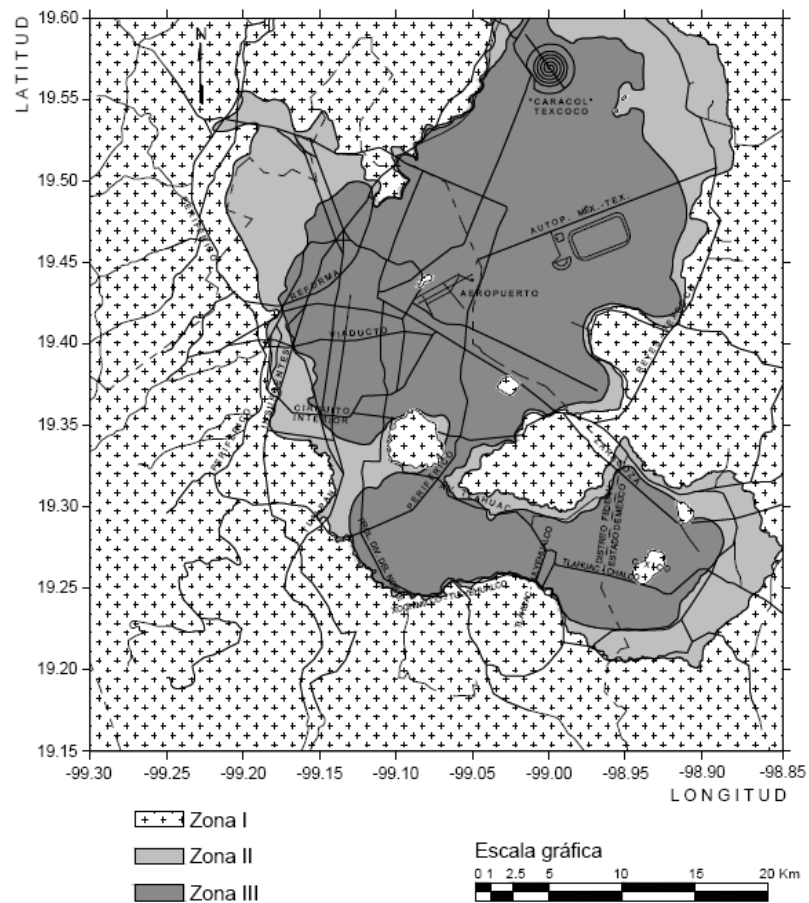 LATITUD
19.60
19.55
19.50
19.45
19.40
19.35
19.30
19.25
19.20
19.15
N
"CARACOL"
TEXCOCO
AUTOP. MÉX.-TEX.
PERIFERICO
REFORMA
AEROPUERTO
VIADUCTO
CIRCUITO
INTERIOR
PERIFERICO
PERIFERICO
TLAHUAC
DISTRITO FEDERAL
ESTADO DE MEXICO
TLAHUAC
CHALCO
TLAHUAC
-99.30
-99.25
-99.20
-99.15
-99.10
-99.05
-99.00
-98.95
-98.90
-98.85
LONGITUD
Zona I
Zona II
Zona III
Escala gráfica
0 1 2.5 5 10 15 20 Km